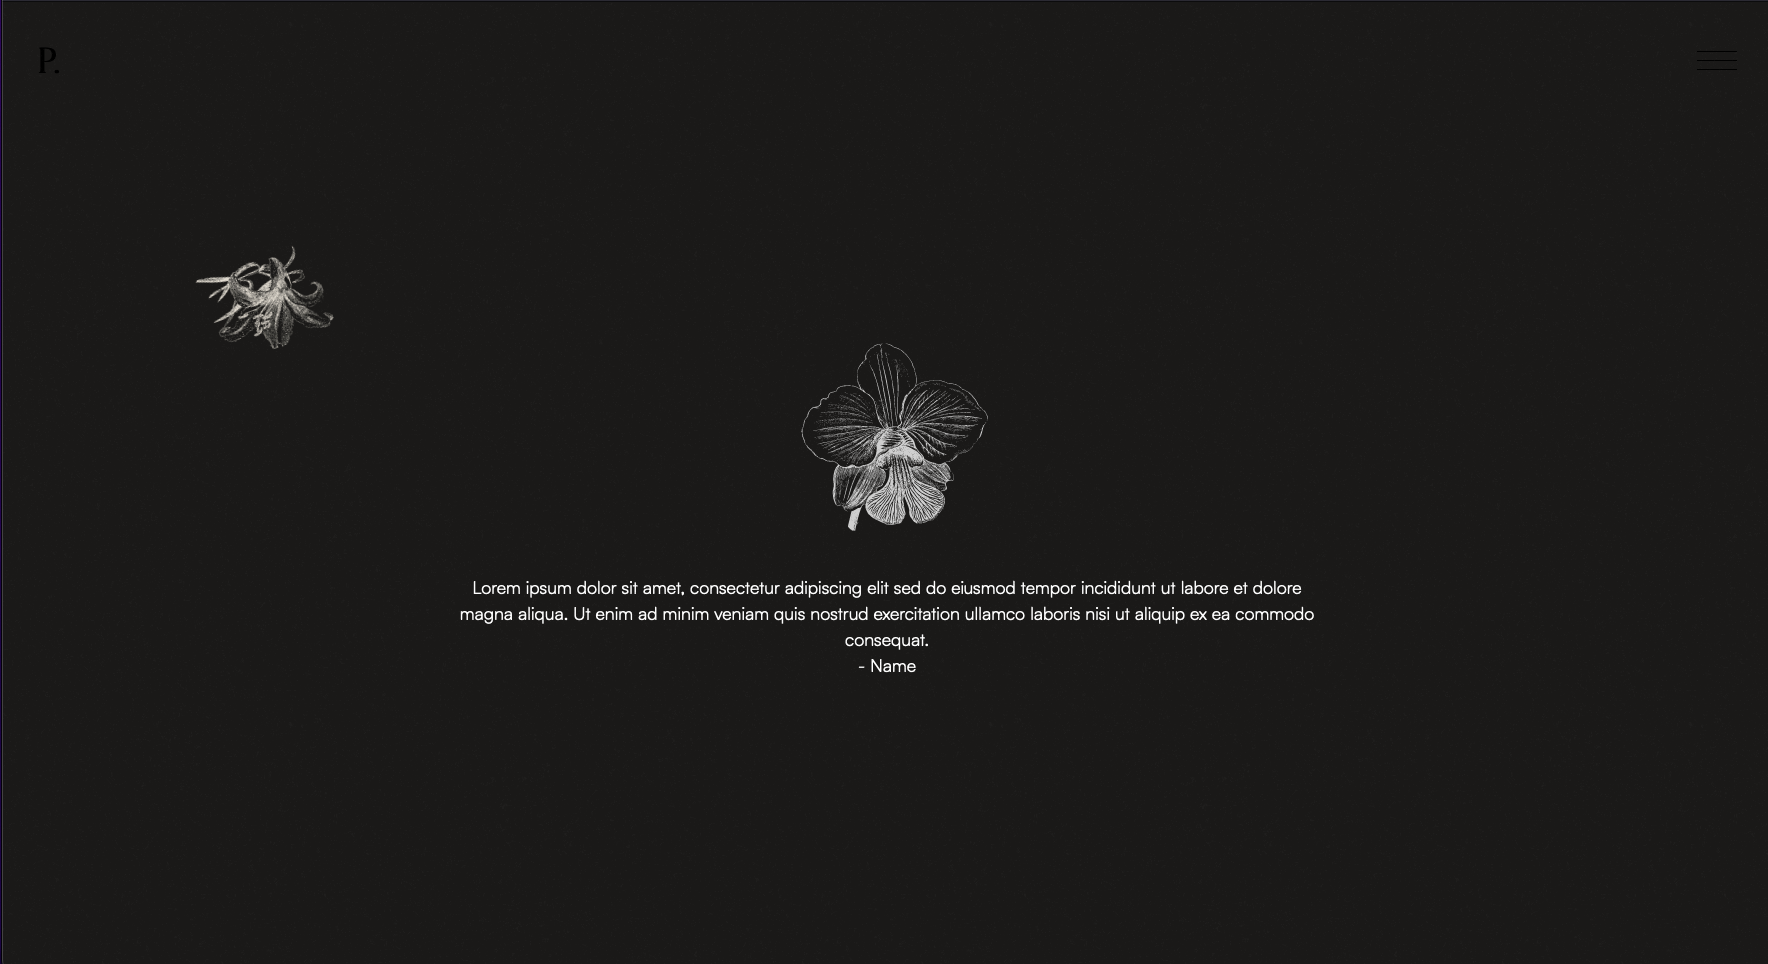 P.
Lorem ipsum dolor sit amet, consectetur adipiscing elit sed do eiusmod tempor incididunt ut labore et dolore
magna aliqua. Ut enim ad minim veniam quis nostrud exercitation ullamco laboris nisi ut aliquip ex ea commodo
consequat.
- Name